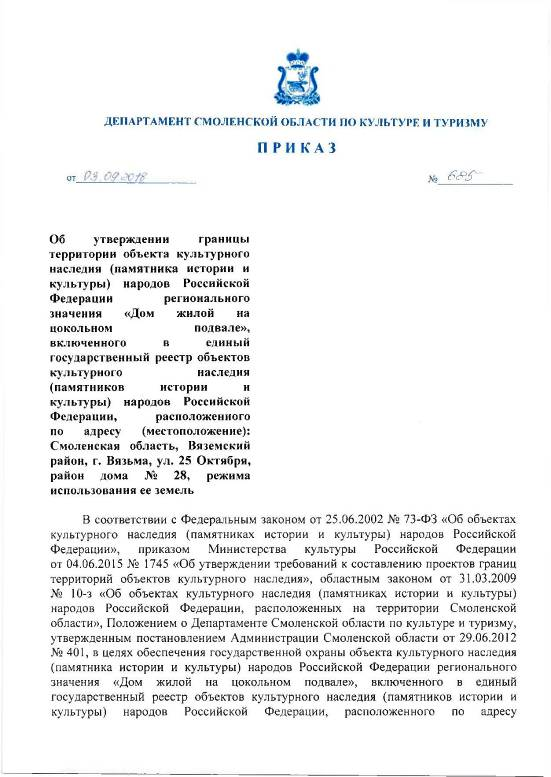 ДЕПАРТАМЕНТ СМОЛЕНСКОЙ ОБЛАСТИ ПО КУЛЬТУРЕ И ТУРИЗМУ
П Р И К А З
от 03.09.2018 № 685
Об утверждении границы
территории объекта культурного
наследия (памятника истории и
культуры) народов Российской
Федерации регионального
значения «Дом жилой на
цокольном подвале»,
включенного в единый
государственный реестр объектов
культурного наследия
(памятников истории и
культуры) народов Российской
Федерации, расположенного
по адресу (местоположение):
Смоленская область, Вяземский
район, г. Вязьма, ул. 25 Октября,
район дома № 28, режима
использования ее земель
В соответствии с Федеральным законом от 25.06.2002 № 73-ФЗ «Об объектах
культурного наследия (памятниках истории и культуры) народов Российской
Федерации», приказом Министерства культуры Российской Федерации
от 04.06.2015 № 1745 «Об утверждении требований к составлению проектов границ
территорий объектов культурного наследия», областным законом от 31.03.2009
№ 10-з «Об объектах культурного наследия (памятниках истории и культуры)
народов Российской Федерации, расположенных на территории Смоленской
области», Положением о Департаменте Смоленской области по культуре и туризму,
утвержденным постановлением Администрации Смоленской области от 29.06.2012
№ 401, в целях обеспечения государственной охраны объекта культурного наследия
(памятника истории и культуры) народов Российской Федерации регионального
значения «Дом жилой на цокольном подвале», включенного в единый
государственный реестр объектов культурного наследия (памятников истории и
культуры) народов Российской Федерации, расположенного по адресу